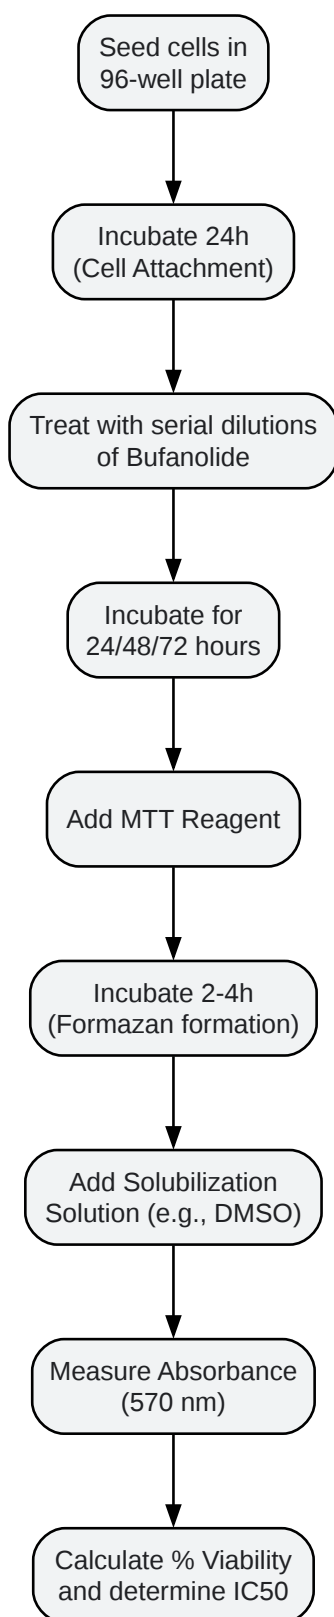 Seed cells in
96-well plate
Incubate 24h
(Cell Attachment)
Treat with serial dilutions
of Bufanolide
Incubate for
24/48/72 hours
Add MTT Reagent
Incubate 2-4h
(Formazan formation)
Add Solubilization
Solution (e.g., DMSO)
Measure Absorbance
(570 nm)
Calculate % Viability
and determine IC50